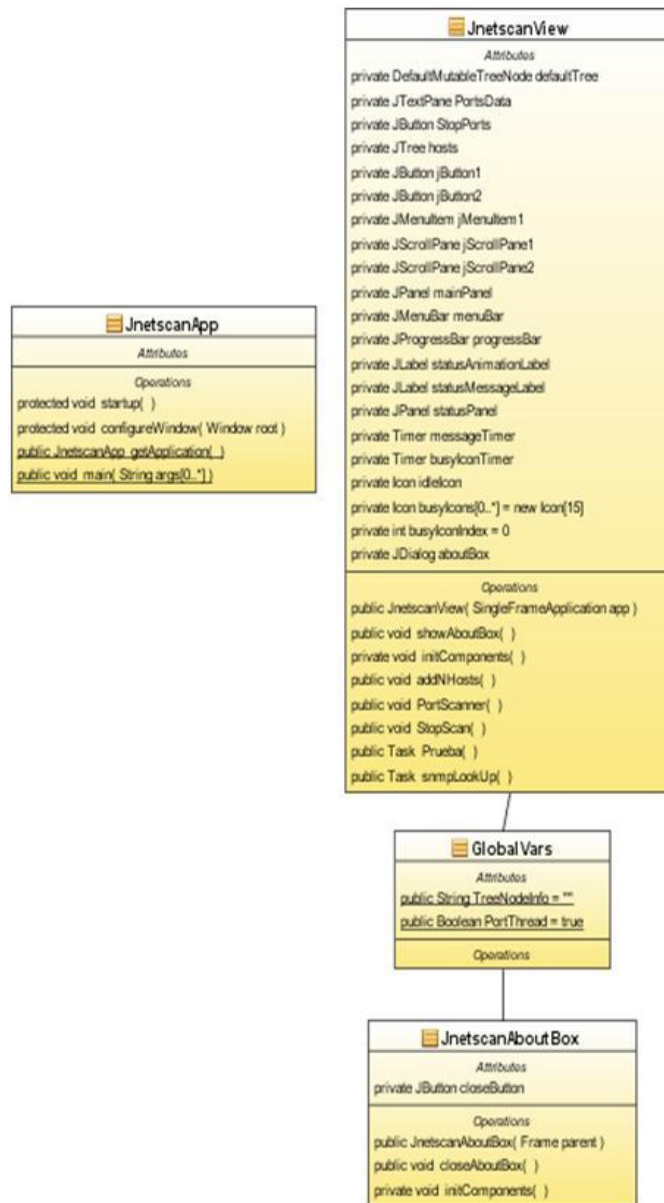 JnetscanView
Attributes
private DefaultMutableTreeNode defaultTree
private JTextPane PortsData
private JButton StopPorts
private JTree hosts
private JButton jButton1
private JButton jButton2
private JMenuItem jMenuItem1
private JScrollPane jScrollPane1
private JScrollPane jScrollPane2
private JPanel mainPanel
private JMenuBar menuBar
private JProgressBar progressBar
private JLabel statusAnimationLabel
private JLabel statusMessageLabel
private JPanel statusPanel
private Timer messageTimer
private Timer busyIconTimer
private Icon idleIcon
private Icon busyIcons[0..*] = new Icon[15]
private int busyIconIndex = 0
private JDialog aboutBox
Operations
public JnetscanView( SingleFrameApplication app )
public void showAboutBox( )
private void initComponents( )
public void addNHosts( )
public void PortScanner( )
public void StopScan( )
public Task Prueba( )
public Task snmpLookUp( )
JnetscanApp
Attributes
Operations
protected void startup( )
protected void configureWindow( Window root )
public JnetscanApp getApplication( )
public void main( String args[0..*] )
GlobalVars
Attributes
public String TreeNodeInfo = ""
public Boolean PortThread = true
Operations
JnetscanAboutBox
Attributes
private JButton closeButton
Operations
public JnetscanAboutBox( Frame parent )
public void closeAboutBox( )
private void initComponents( )